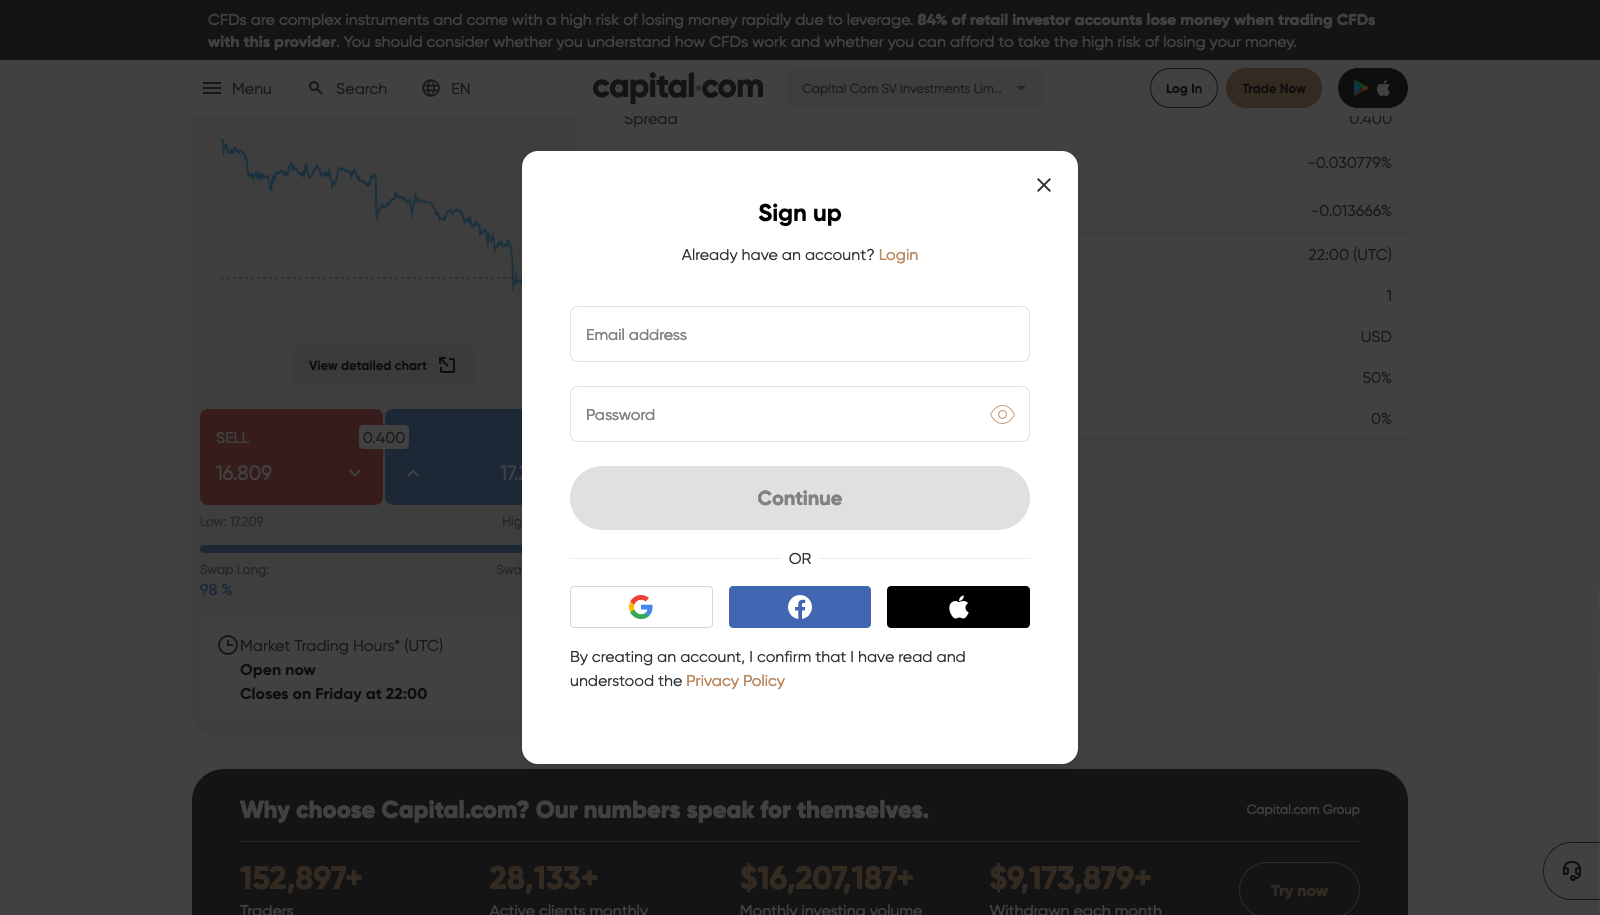 CFDs are complex instruments and come with a high risk of losing money rapidly due to leverage. 84% of retail investor accounts lose money when trading CFDs
with this provider. You should consider whether you understand how CFDs work and whether you can afford to take the high risk of losing your money.
Menu
Search
EN
capital.com
Capital Com SV Investments Lim...
Log In
Trade Now
Spread
0.400
-0.030779%
-0.013666%
22:00 (UTC)
1
USD
50%
0%
View detailed chart
SELL
0.400
16.809
17.2
Low: 17.209
Hig
Swap Long:
Swa
98 %
Market Trading Hours* (UTC)
Open now
Closes on Friday at 22:00
Sign up
Already have an account? Login
Email address
Password
Continue
OR
By creating an account, I confirm that I have read and
understood the Privacy Policy
Why choose Capital.com? Our numbers speak for themselves.
Capital.com Group
152,897+
28,133+
$16,207,187+
$9,173,879+
Try now
Traders
Active clients monthly
Monthly investing volume
Withdrawn each month